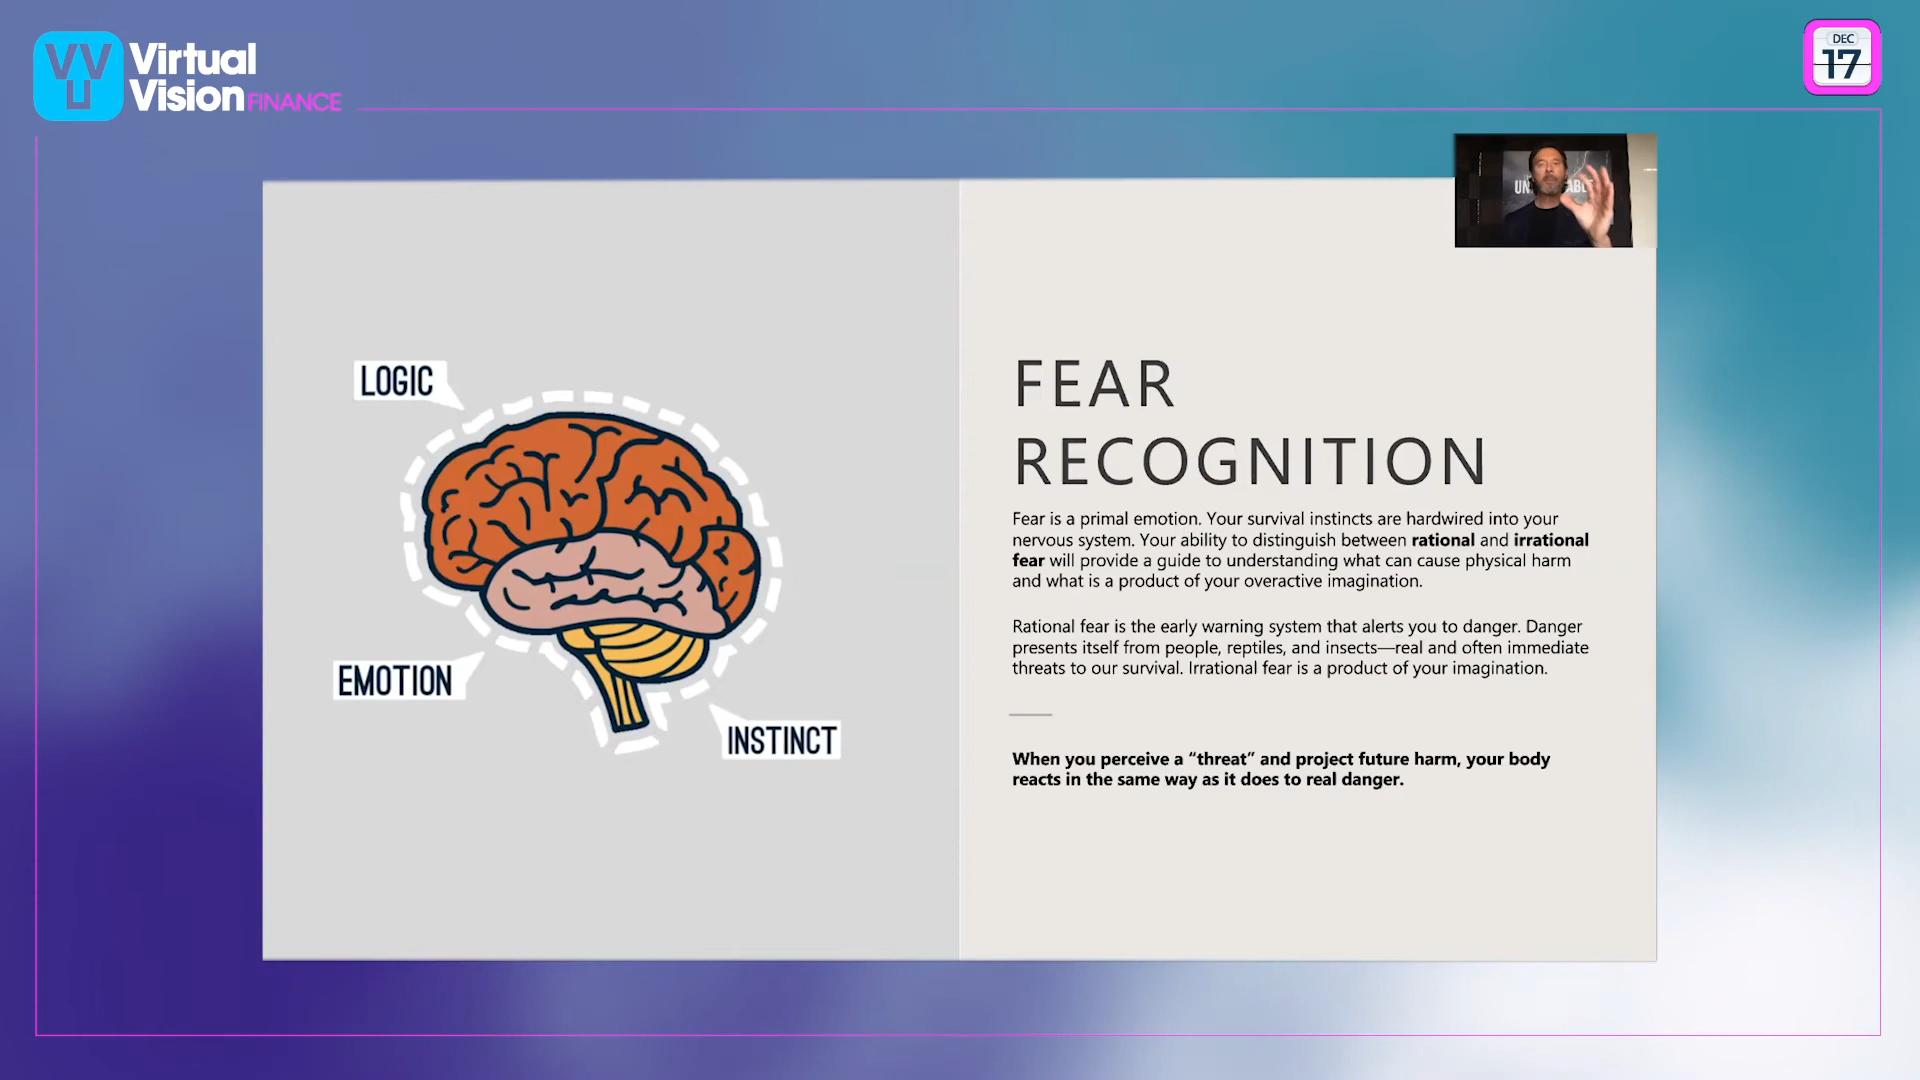 Virtual
Vision FINANCE
DEC
17
LOGIC
EMOTION
INSTINCT
FEAR
RECOGNITION
Fear is a primal emotion. Your survival instincts are hardwired into your
nervous system. Your ability to distinguish between rational and irrational
fear will provide a guide to understanding what can cause physical harm
and what is a product of your overactive imagination.
Rational fear is the early warning system that alerts you to danger. Danger
presents itself from people, reptiles, and insects—real and often immediate
threats to our survival. Irrational fear is a product of your imagination.
When you perceive a “threat” and project future harm, your body
reacts in the same way as it does to real danger.